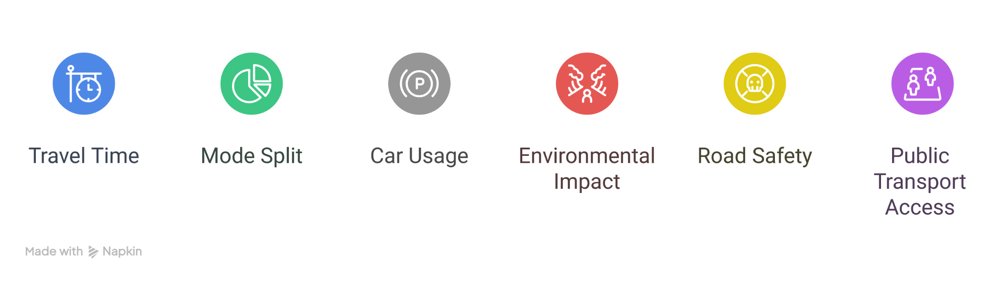 Travel Time
Mode Split
Car Usage
Environmental
Impact
Road Safety
Public
Transport
Access
P
Made with Napkin